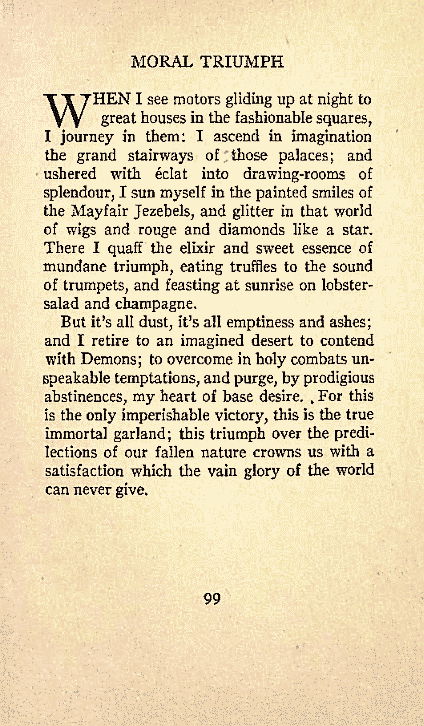 MORAL TRIUMPH
WHEN I see motors gliding up at night to
great houses in the fashionable squares,
I journey in them: I ascend in imagination
the grand stairways of those palaces; and
ushered with éclat into drawing-rooms of
splendour, I sun myself in the painted smiles of
the Mayfair Jezebels, and glitter in that world
of wigs and rouge and diamonds like a star.
There I quaff the elixir and sweet essence of
mundane triumph, eating truffles to the sound
of trumpets, and feasting at sunrise on lobster-
salad and champagne.
But it's all dust, it's all emptiness and ashes;
and I retire to an imagined desert to contend
with Demons; to overcome in holy combats un-
speakable temptations, and purge, by prodigious
abstinences, my heart of base desire. For this
is the only imperishable victory, this is the true
immortal garland; this triumph over the predi-
lections of our fallen nature crowns us with a
satisfaction which the vain glory of the world
can never give.
99